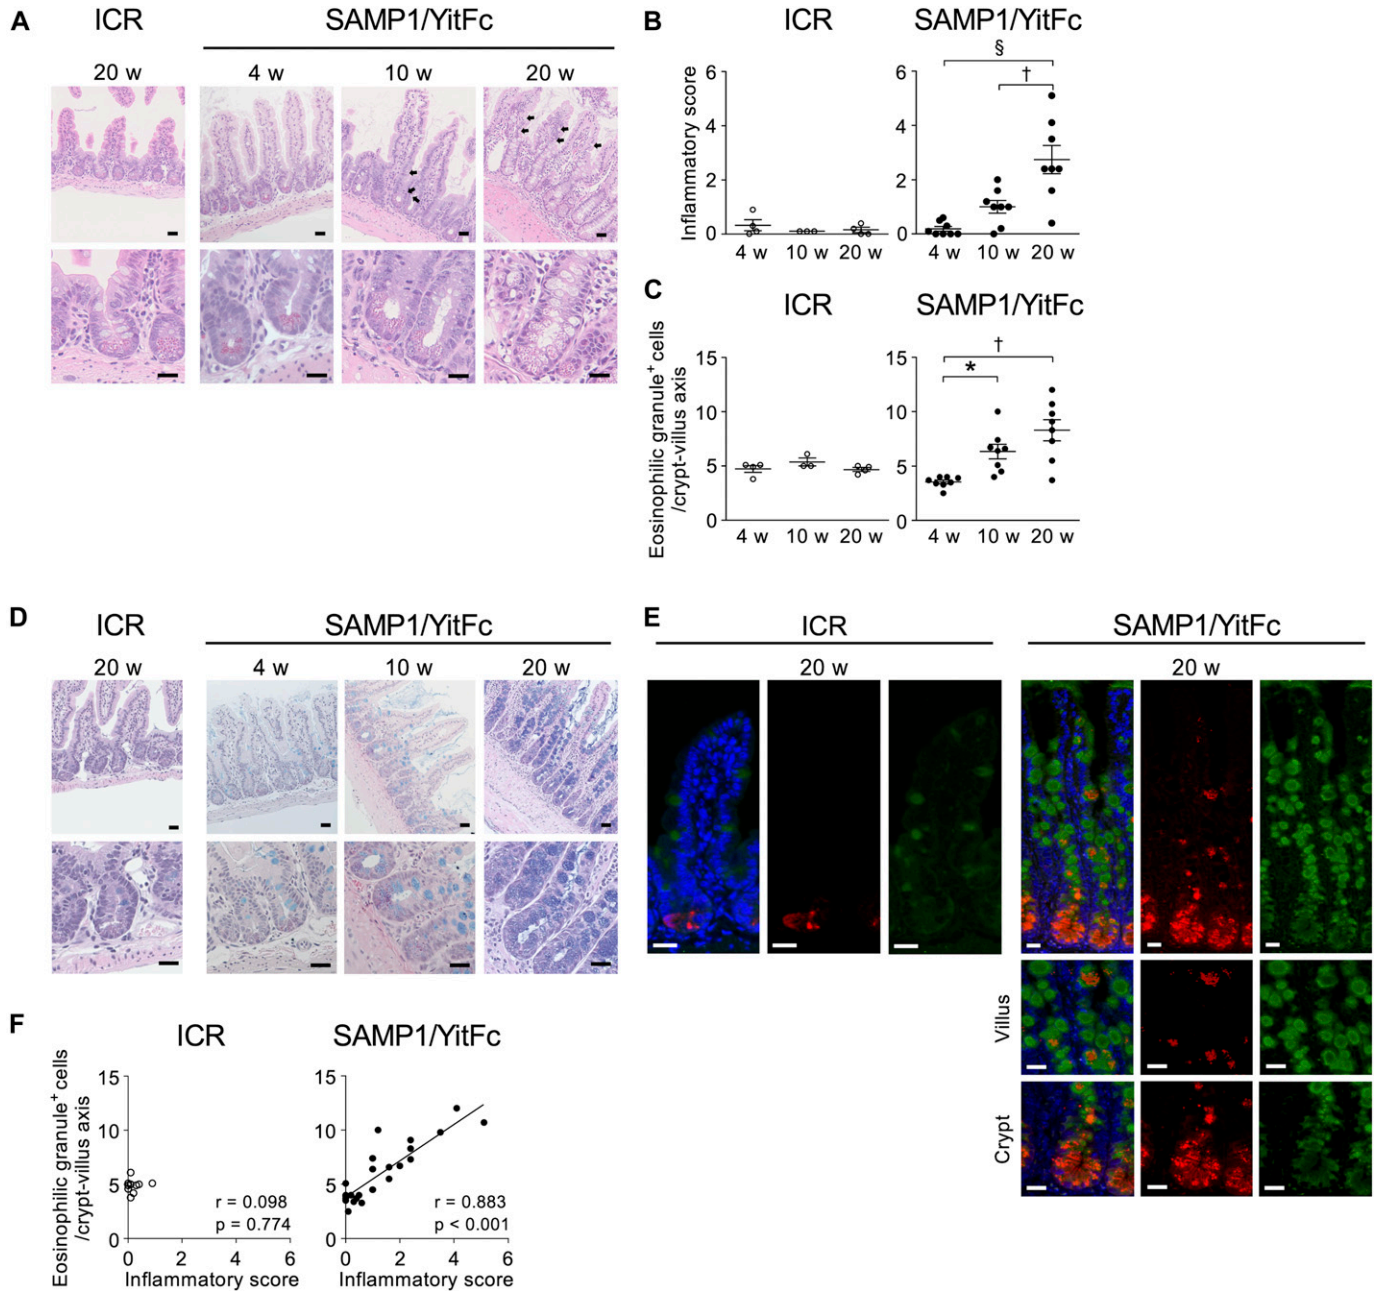 A
ICR
SAMP1/YitFc
20 w
4 w
10 w
20 w
B
ICR
SAMP1/YitFc
§
†
Inflammatory score
6
4
2
0
4 w
10 w
20 w
6
4
2
0
4 w
10 w
20 w
C
ICR
SAMP1/YitFc
†
*
Eosinophilic granule+ cells
/crypt-villus axis
15
10
5
0
4 w
10 w
20 w
15
10
5
0
4 w
10 w
20 w
D
ICR
SAMP1/YitFc
20 w
4 w
10 w
20 w
E
ICR
SAMP1/YitFc
20 w
20 w
Villus
Crypt
F
ICR
SAMP1/YitFc
Eosinophilic granule+ cells
/crypt-villus axis
15
10
5
0
r = 0.098
p = 0.774
0
2
4
6
Inflammatory score
15
10
5
0
r = 0.883
p < 0.001
0
2
4
6
Inflammatory score